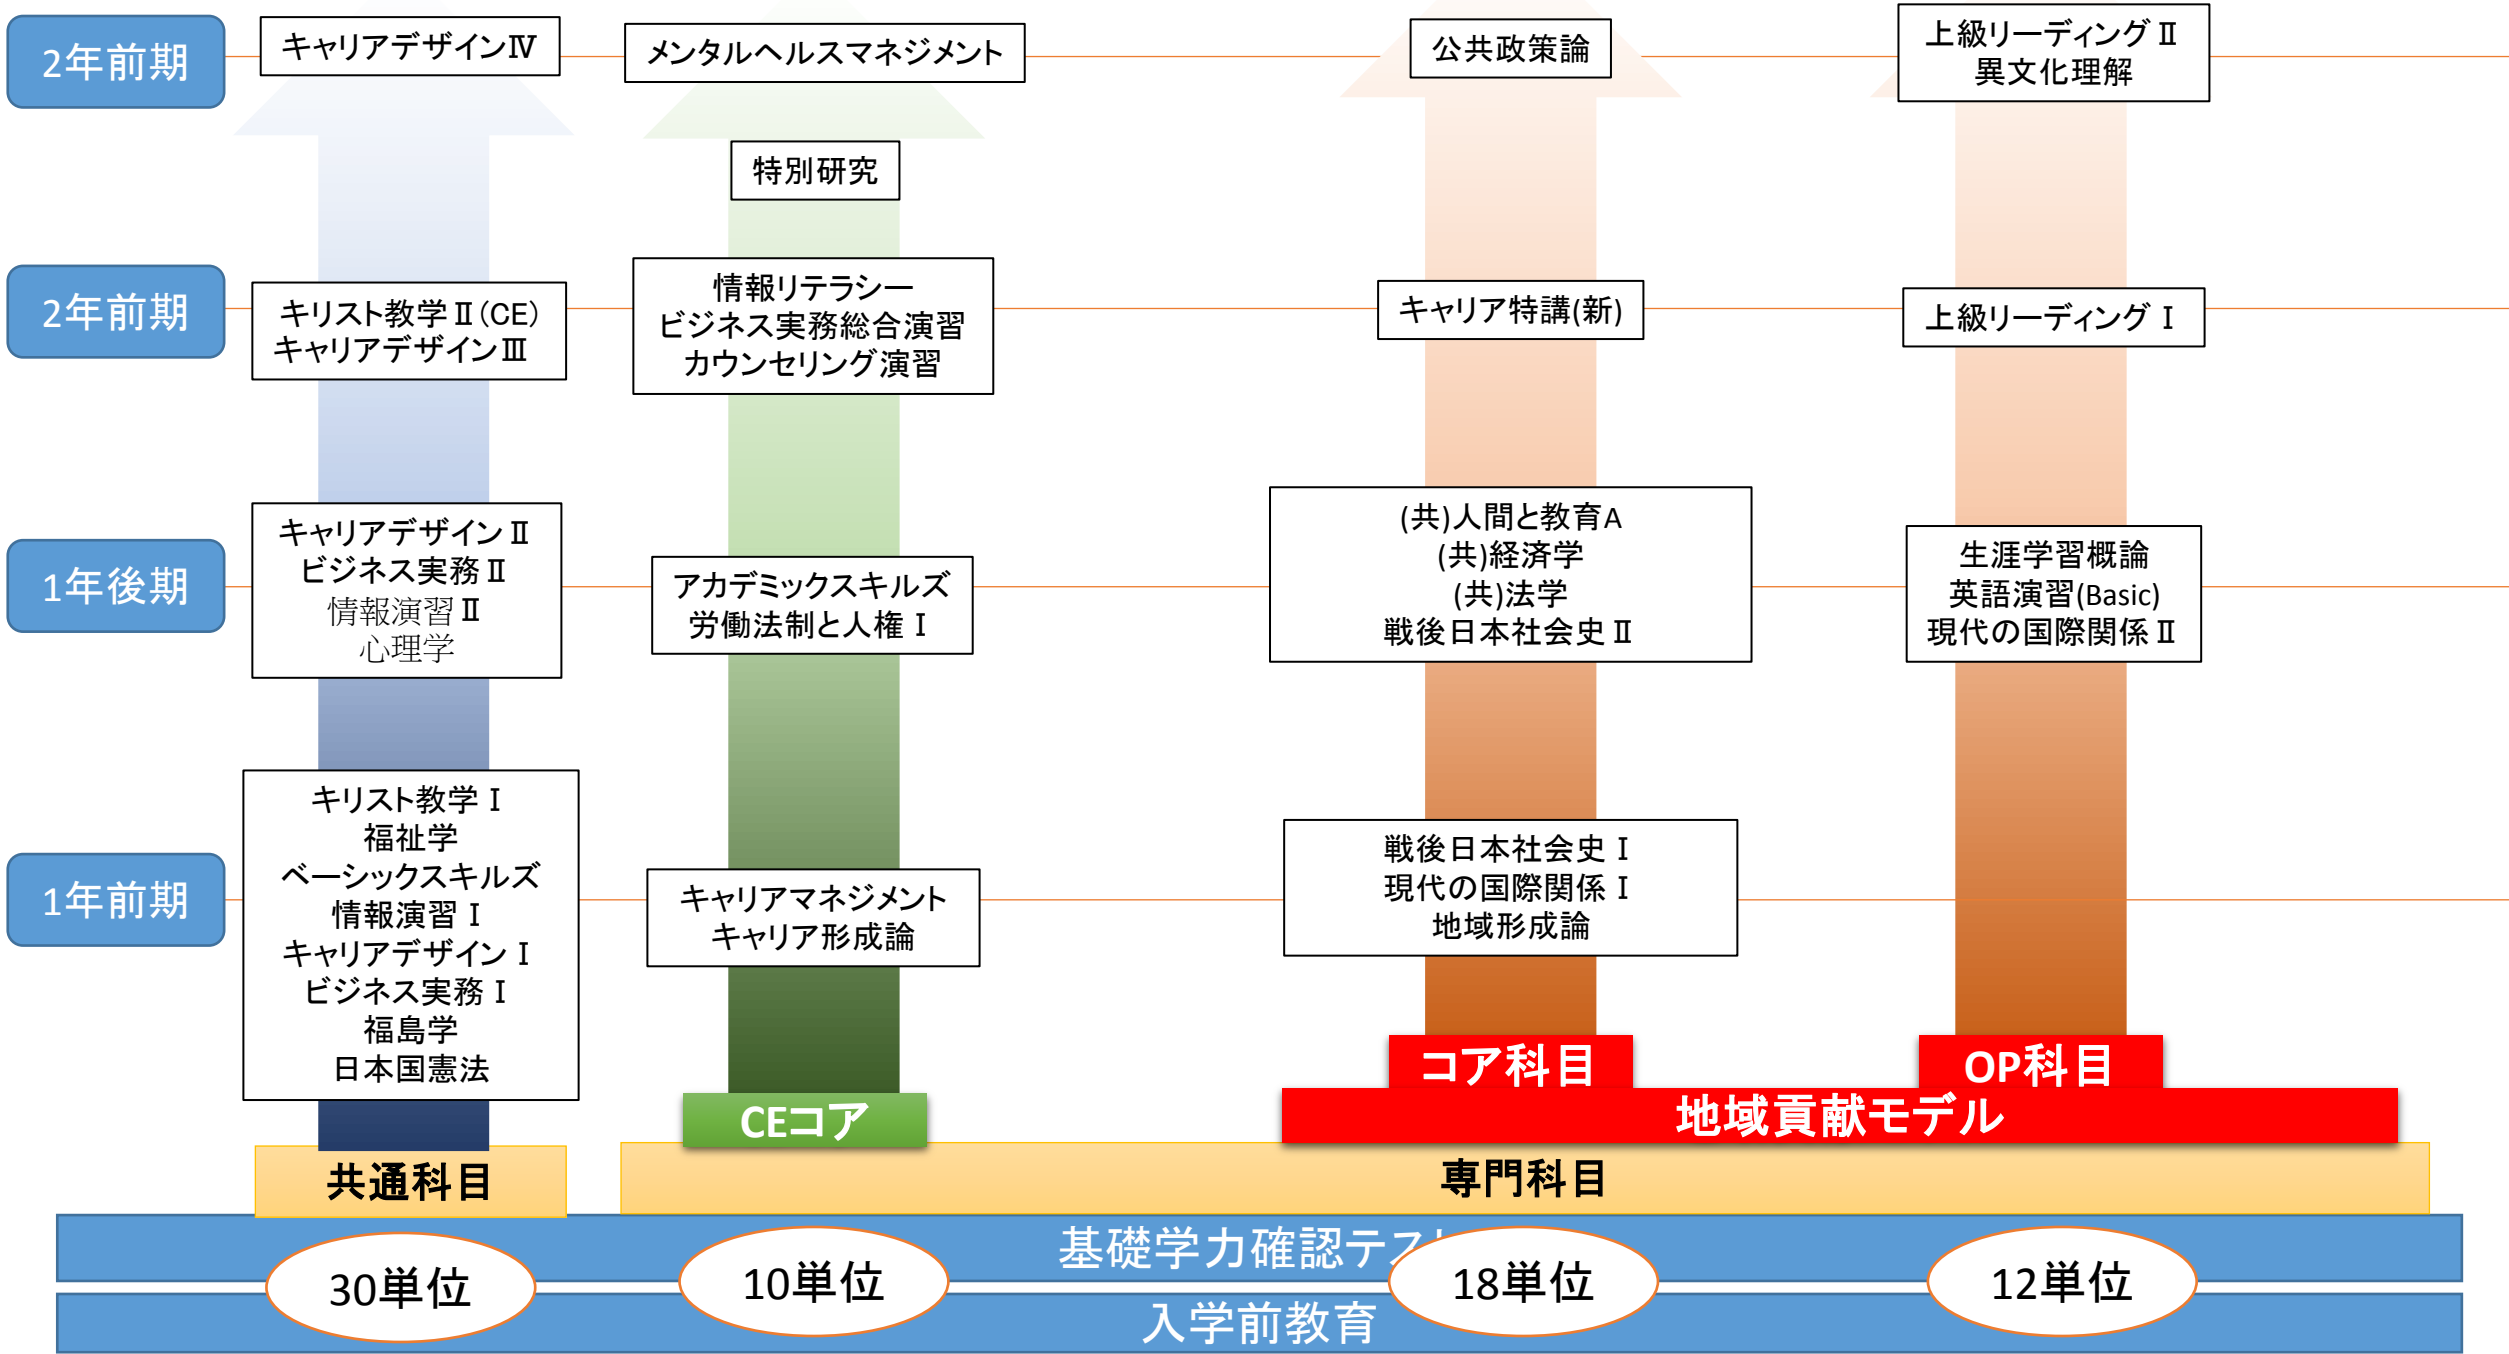 2年前期
キャリアデザインⅣ
メンタルヘルスマネジメント
公共政策論
上級リーディングⅡ
異文化理解
特別研究
2年前期
キリスト教学Ⅱ(CE)
キャリアデザインⅢ
情報リテラシー
ビジネス実務総合演習
カウンセリング演習
キャリア特講(新)
上級リーディングⅠ
1年後期
キャリアデザインⅡ
ビジネス実務Ⅱ
情報演習Ⅱ
心理学
アカデミックスキルズ
労働法制と人権Ⅰ
(共)人間と教育A
(共)経済学
(共)法学
戦後日本社会史Ⅱ
生涯学習概論
英語演習(Basic)
現代の国際関係Ⅱ
1年前期
キリスト教学Ⅰ
福祉学
ベーシックスキルズ
情報演習Ⅰ
キャリアデザインⅠ
ビジネス実務Ⅰ
福島学
日本国憲法
キャリアマネジメント
キャリア形成論
戦後日本社会史Ⅰ
現代の国際関係Ⅰ
地域形成論
コア科目
OP科目
CEコア
地域貢献モデル
共通科目
専門科目
基礎学力確認テスト
30単位
10単位
18単位
12単位
入学前教育